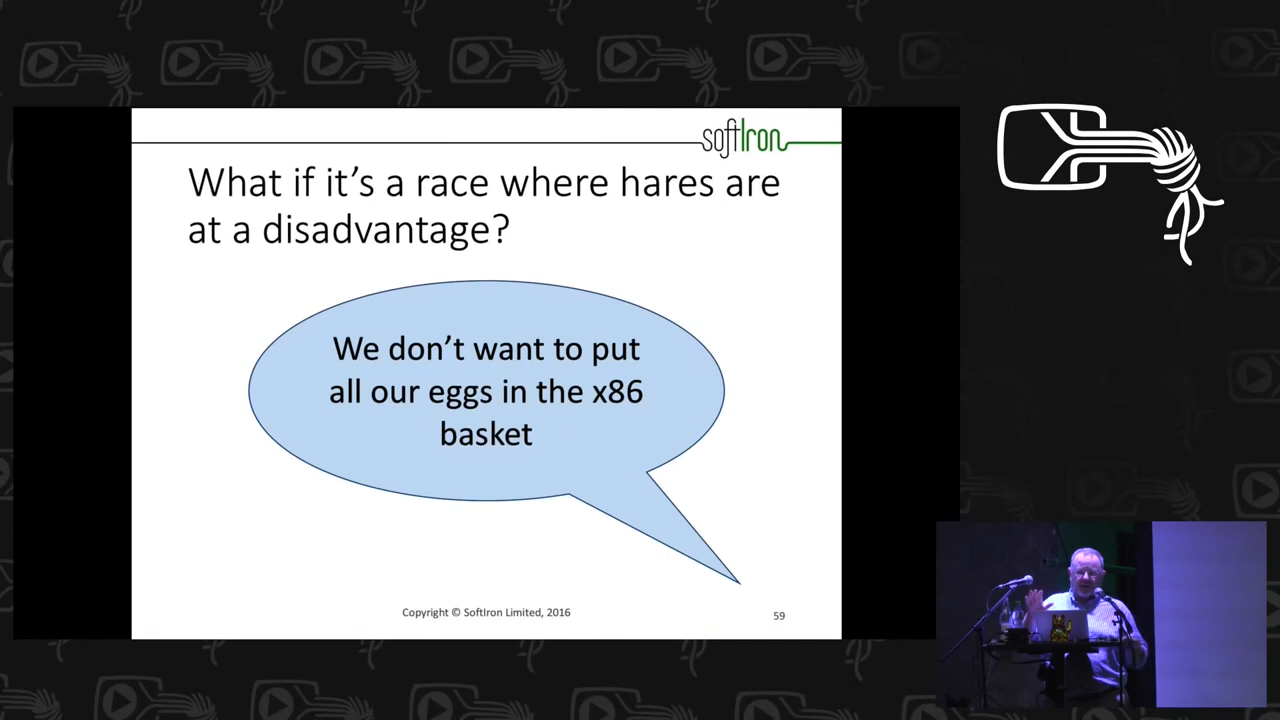 softIron
What if it's a race where hares are
at a disadvantage?
We don't want to put
all our eggs in the x86
basket
Copyright © SoftIron Limited, 2016
59